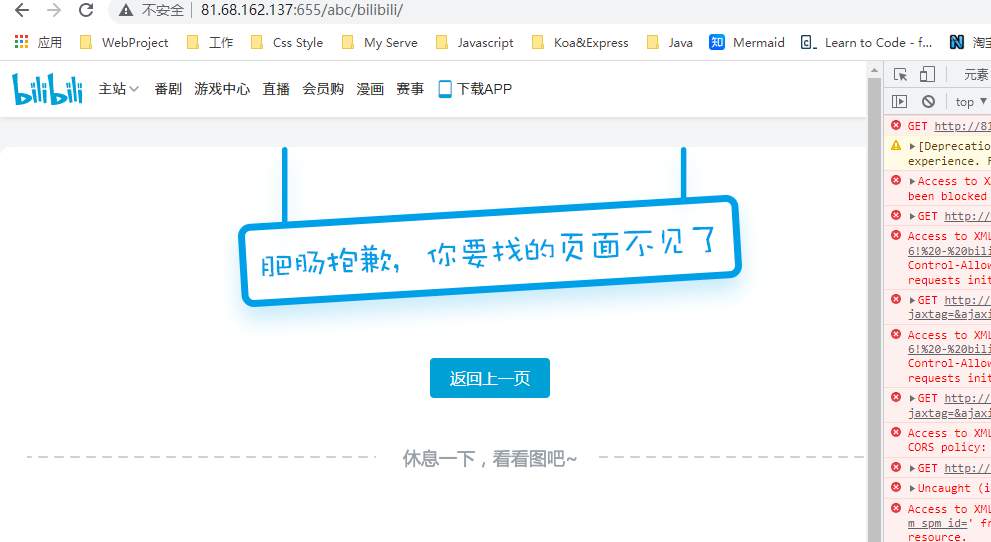 不安全 81.68.162.137:655/abc/bilibili/
应用 WebProject 工作 Css Style My Serve Javascript Koa&Express Java 知 Mermaid Learn to Code - f... 淘宝
bilibili 主站 番剧 游戏中心 直播 会员购 漫画 赛事 下载APP
元素
top
肥肠抱歉，你要找的页面不见了
返回上一页
休息一下，看看图吧~
GET http://81
[Deprecatio
experience. F
Access to XM
been blocked
GET http://
Access to XM
6!%20-%20bili
Control-Allow
requests init
GET http://
jaxtag=&ajaxi
Access to XM
6!%20-%20bili
Control-Allow
requests init
GET http://
jaxtag=&ajaxi
Access to XM
CORS policy:
GET http://
Uncaught (i
Access to XM
m_spm_id=' fr
resource.